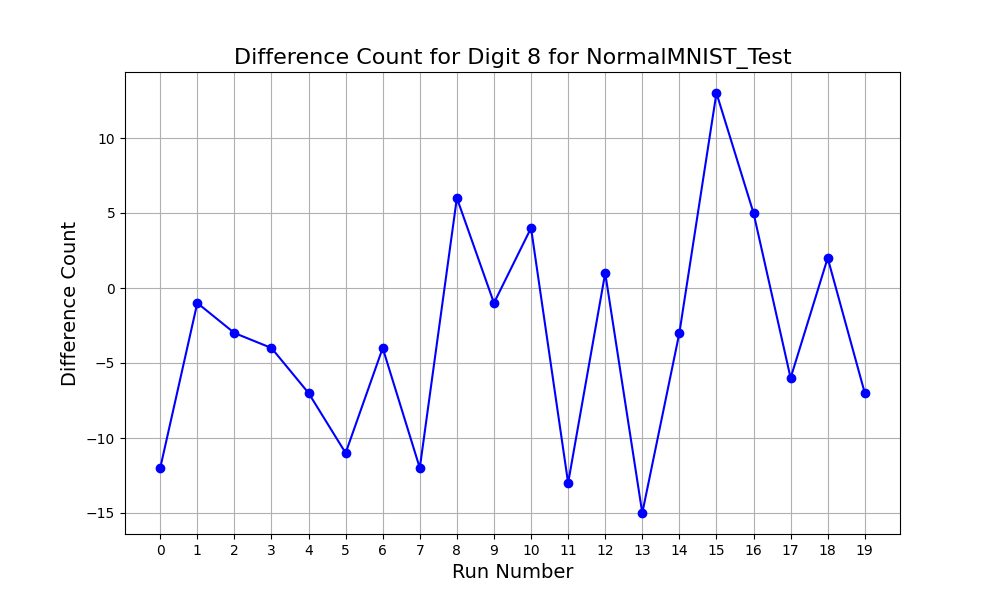 Difference Count for Digit 8 for NormalMNIST_Test
Difference Count
10
5
0
−5
−10
−15
0 1 2 3 4 5 6 7 8 9 10 11 12 13 14 15 16 17 18 19
Run Number